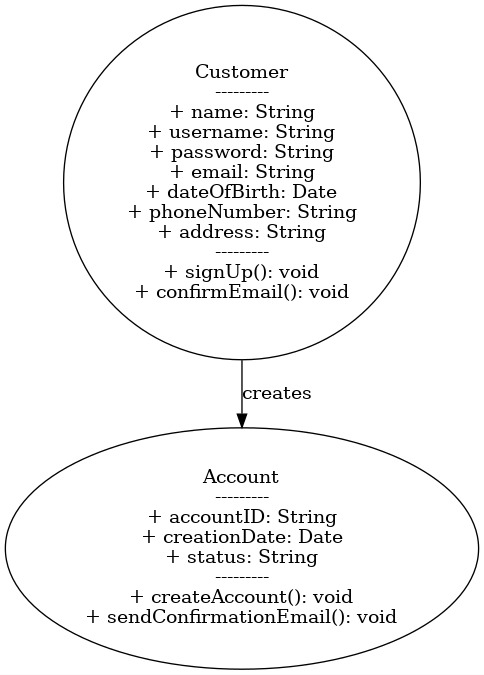 Customer
---------
+ name: String
+ username: String
+ password: String
+ email: String
+ dateOfBirth: Date
+ phoneNumber: String
+ address: String
---------
+ signUp(): void
+ confirmEmail(): void
creates
Account
---------
+ accountID: String
+ creationDate: Date
+ status: String
---------
+ createAccount(): void
+ sendConfirmationEmail(): void